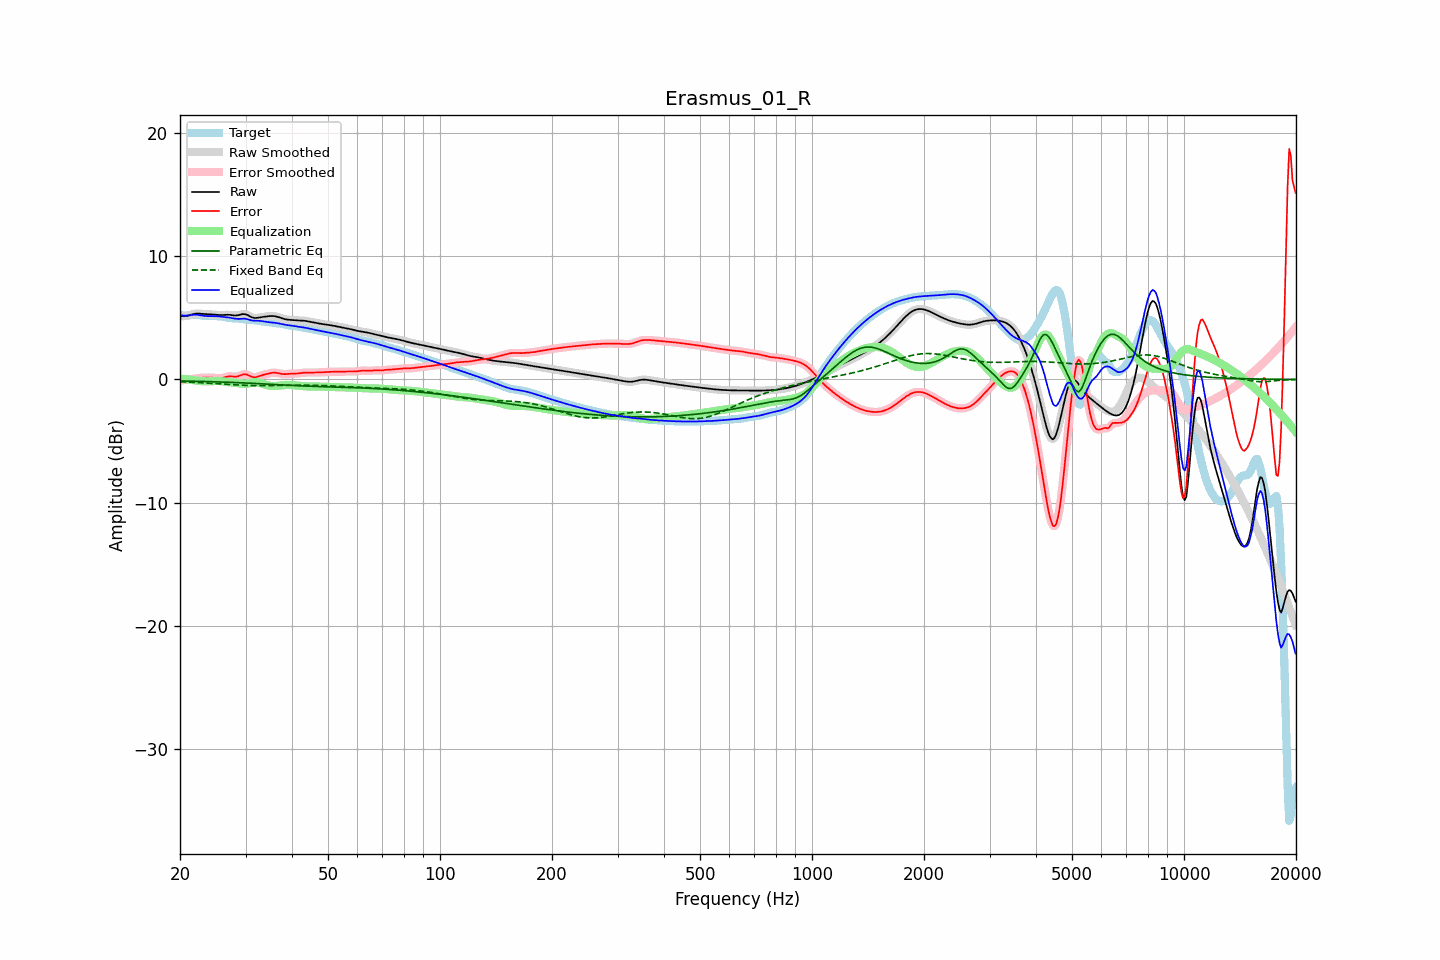 Erasmus_01_R
Target
Raw Smoothed
Error Smoothed
Raw
Error
Equalization
Parametric Eq
Fixed Band Eq
Equalized
20
10
0
−10
−20
−30
Amplitude (dBr)
20
50
100
200
500
1000
2000
5000
10000
20000
Frequency (Hz)